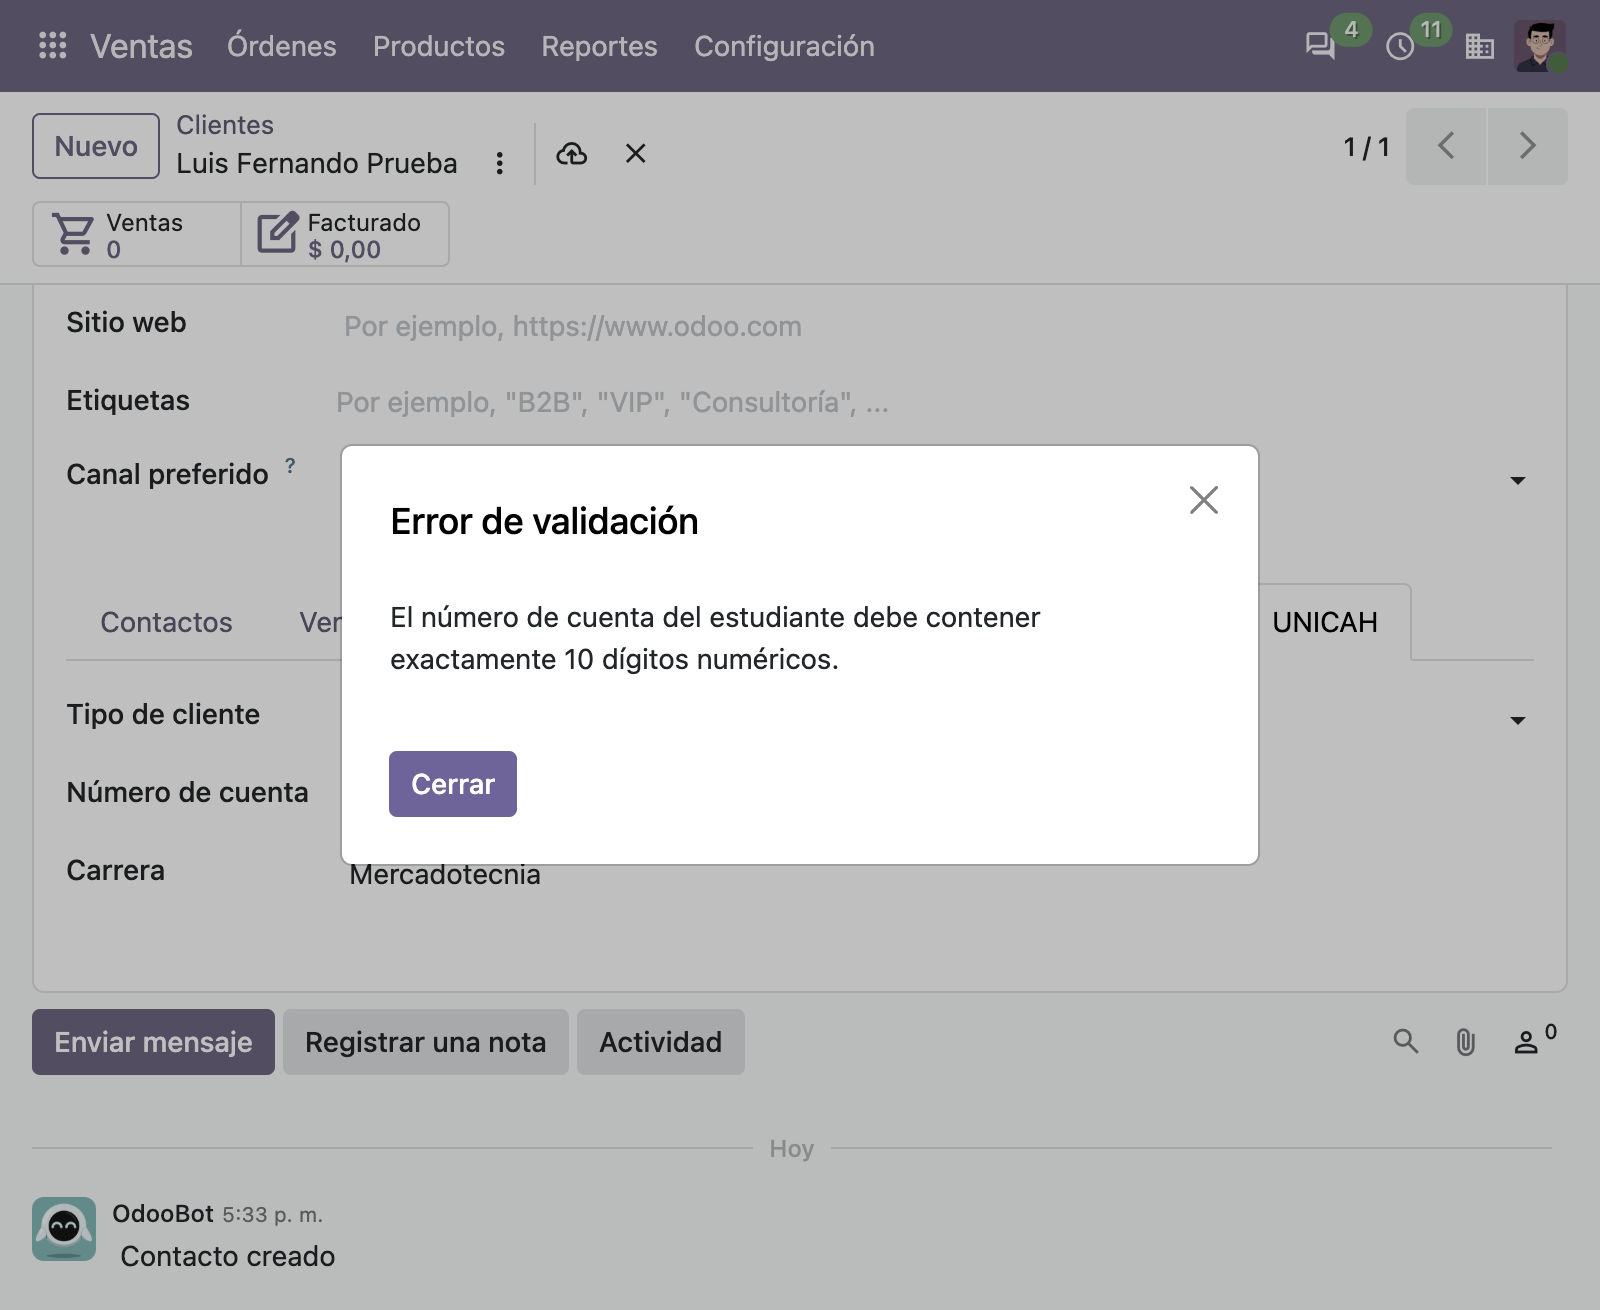 Ventas Órdenes Productos Reportes Configuración 4 11
Nuevo
Clientes
Luis Fernando Prueba
1 / 1
Ventas
0
Facturado
$ 0,00
Sitio web Por ejemplo, https://www.odoo.com
Etiquetas Por ejemplo, "B2B", "VIP", "Consultoría", ...
Canal preferido ?
Error de validación
El número de cuenta del estudiante debe contener
exactamente 10 dígitos numéricos.
Cerrar
Contactos Ver UNICAH
Tipo de cliente
Número de cuenta
Carrera Mercadotecnia
Enviar mensaje Registrar una nota Actividad 0
Hoy
OdooBot 5:33 p. m.
Contacto creado